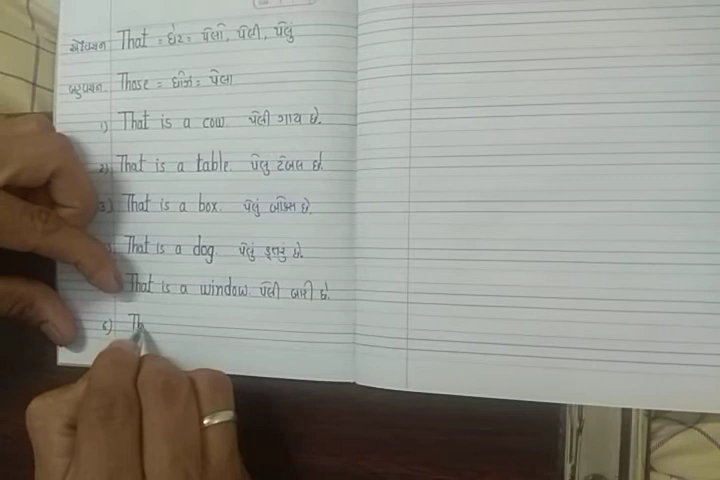 એકવચન That = ધેટ = પેલો, પેલી, પેલું
બહુવચન Those = ધીઝ = પેલા
1) That is a cow. પેલી ગાય છે.
2) That is a table. પેલુ ટેબલ છે.
3) That is a box. પેલું બોક્સ છે.
That is a dog. પેલું કુતરું છે.
That is a window. પેલી બારી છે.
6) Th